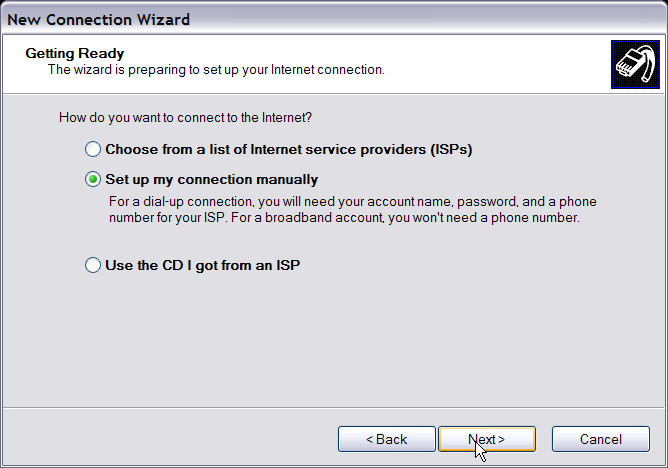 New Connection Wizard
Getting Ready
The wizard is preparing to set up your Internet connection.
How do you want to connect to the Internet?
Choose from a list of Internet service providers (ISPs)
Set up my connection manually
For a dial-up connection, you will need your account name, password, and a phone
number for your ISP. For a broadband account, you won't need a phone number.
Use the CD I got from an ISP
< Back
Next >
Cancel